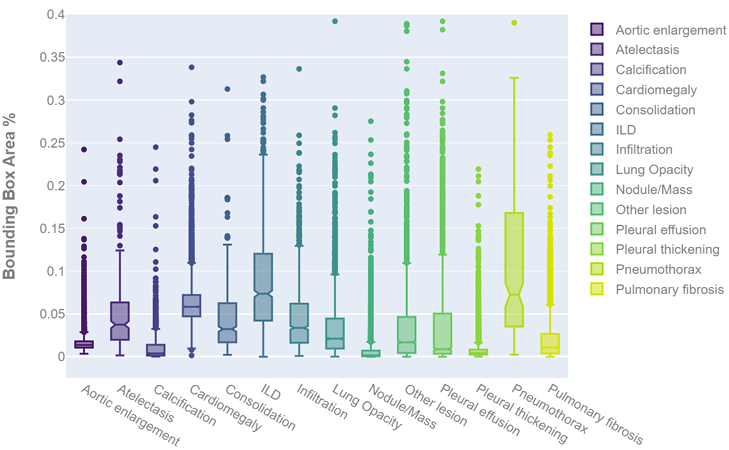 Bounding Box Area %
0.4
0.35
0.3
0.25
0.2
0.15
0.1
0.05
0
Aortic enlargement
Atelectasis
Calcification
Cardiomegaly
Consolidation
ILD
Infiltration
Lung Opacity
Nodule/Mass
Other lesion
Pleural effusion
Pleural thickening
Pneumothorax
Pulmonary fibrosis
Aortic enlargement
Atelectasis
Calcification
Cardiomegaly
Consolidation
ILD
Infiltration
Lung Opacity
Nodule/Mass
Other lesion
Pleural effusion
Pleural thickening
Pneumothorax
Pulmonary fibrosis